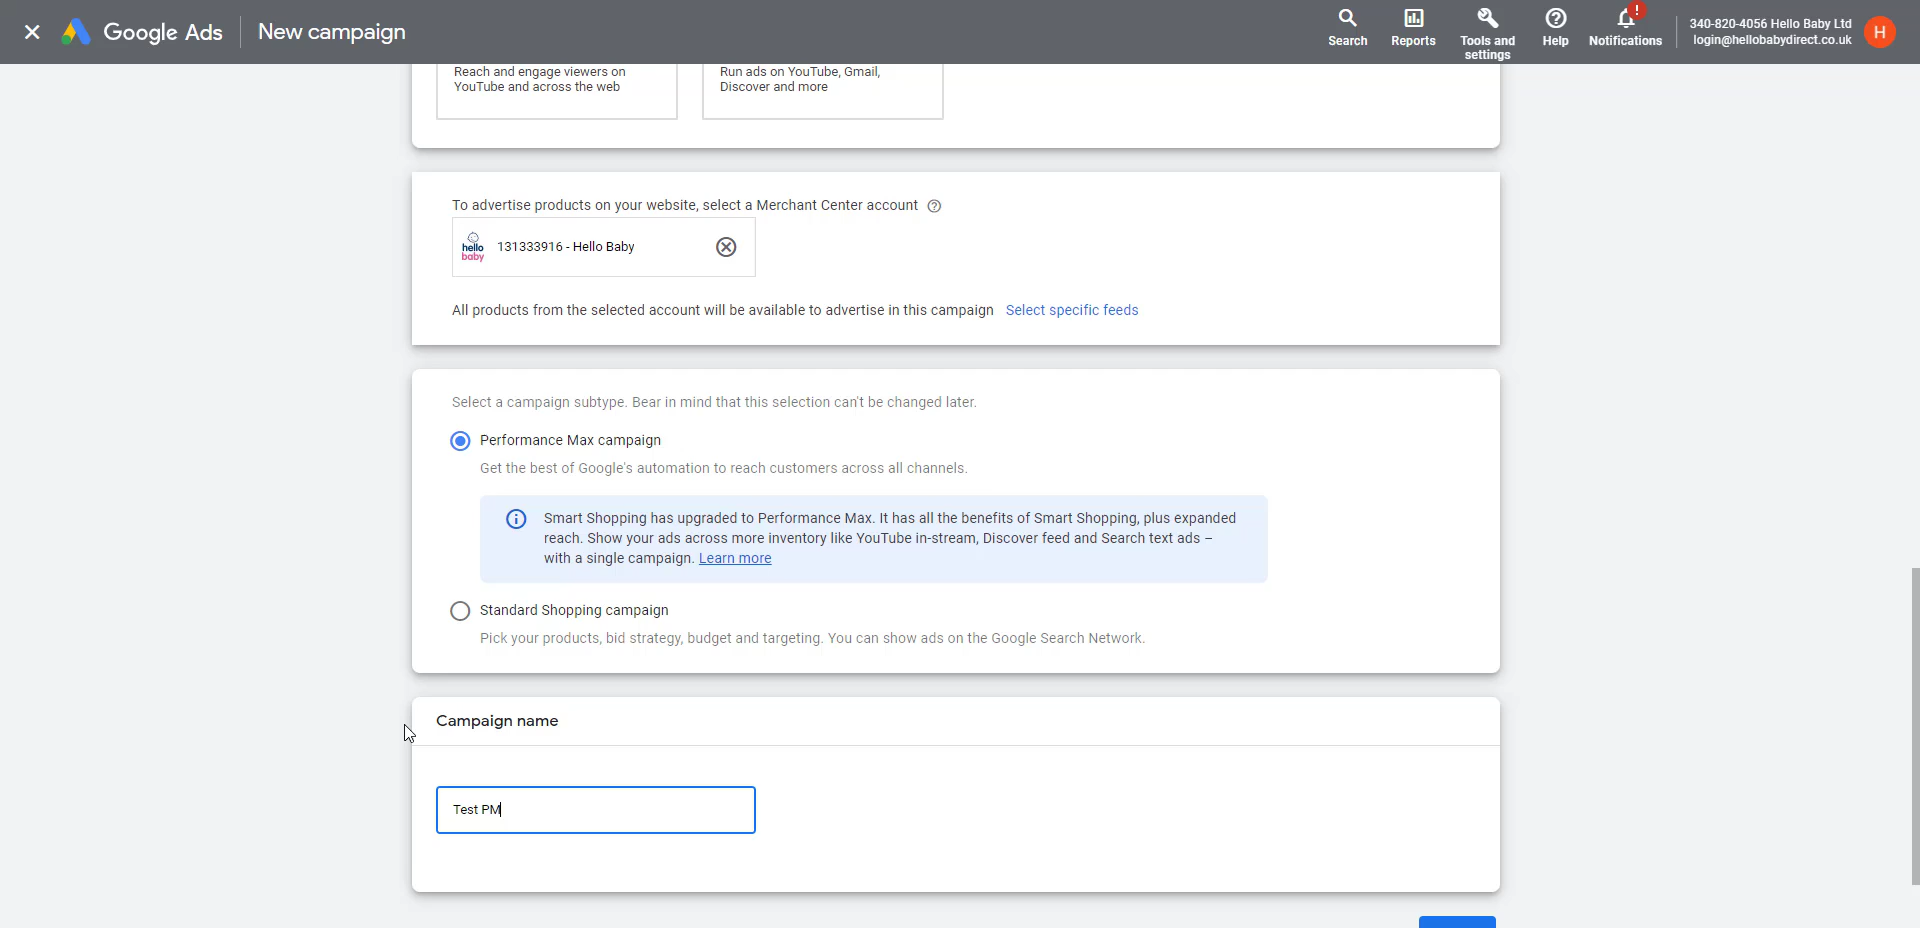 Google Ads
New campaign
Search
Reports
Tools and
settings
Help
!
Notifications
340-820-4056 Hello Baby Ltd
login@hellobabydirect.co.uk
H
Reach and engage viewers on
YouTube and across the web
Run ads on YouTube, Gmail,
Discover and more
To advertise products on your website, select a Merchant Center account
hello
baby
131333916 - Hello Baby
All products from the selected account will be available to advertise in this campaign Select specific feeds
Select a campaign subtype. Bear in mind that this selection can't be changed later.
Performance Max campaign
Get the best of Google's automation to reach customers across all channels.
Smart Shopping has upgraded to Performance Max. It has all the benefits of Smart Shopping, plus expanded
reach. Show your ads across more inventory like YouTube in-stream, Discover feed and Search text ads –
with a single campaign. Learn more
Standard Shopping campaign
Pick your products, bid strategy, budget and targeting. You can show ads on the Google Search Network.
Campaign name
Test PM